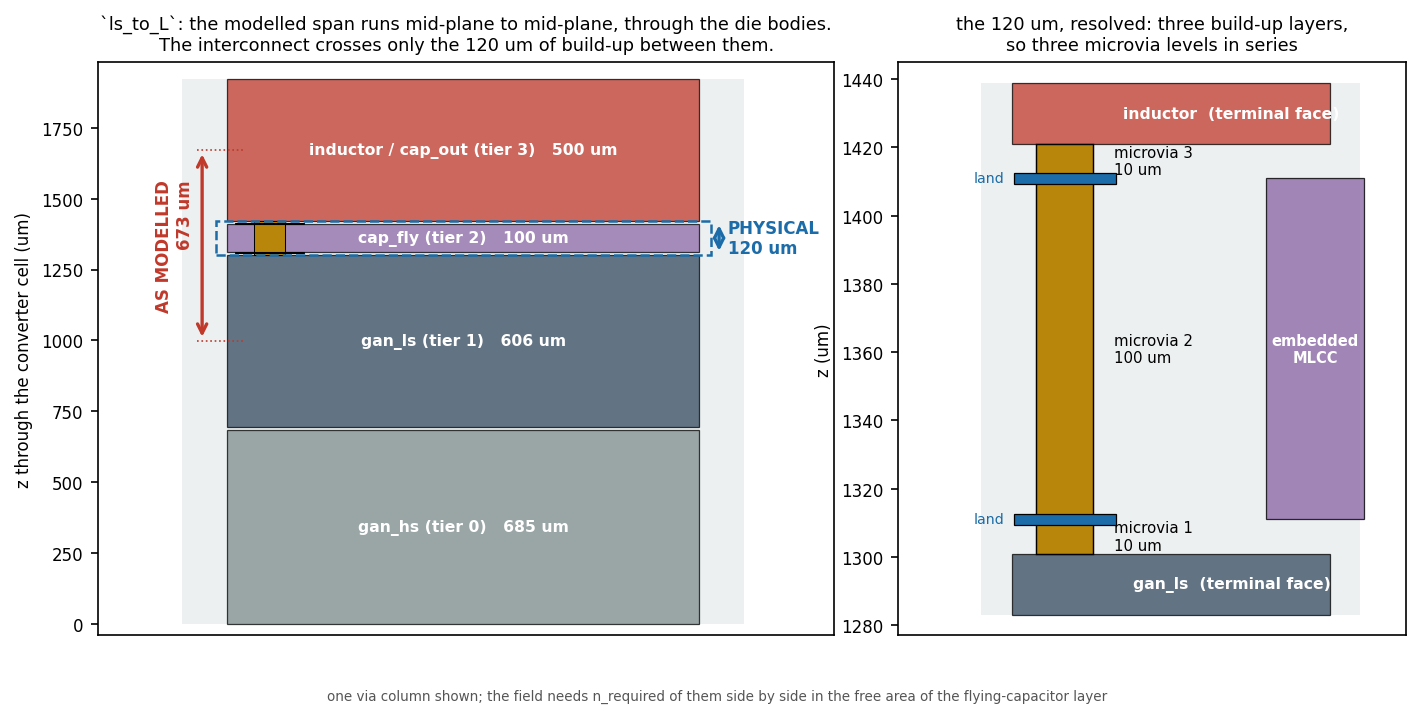 `ls_to_L`: the modelled span runs mid-plane to mid-plane, through the die bodies.
The interconnect crosses only the 120 um of build-up between them.
z through the converter cell (um)
1750
1500
1250
1000
750
500
250
0
AS MODELLED
673 um
inductor / cap_out (tier 3)   500 um
cap_fly (tier 2)   100 um
gan_ls (tier 1)   606 um
gan_hs (tier 0)   685 um
PHYSICAL
120 um
the 120 um, resolved: three build-up layers,
so three microvia levels in series
z (um)
1440
1420
1400
1380
1360
1340
1320
1300
1280
inductor  (terminal face)
microvia 3
10 um
land
microvia 2
100 um
embedded
MLCC
land
microvia 1
10 um
gan_ls  (terminal face)
one via column shown; the field needs n_required of them side by side in the free area of the flying-capacitor layer